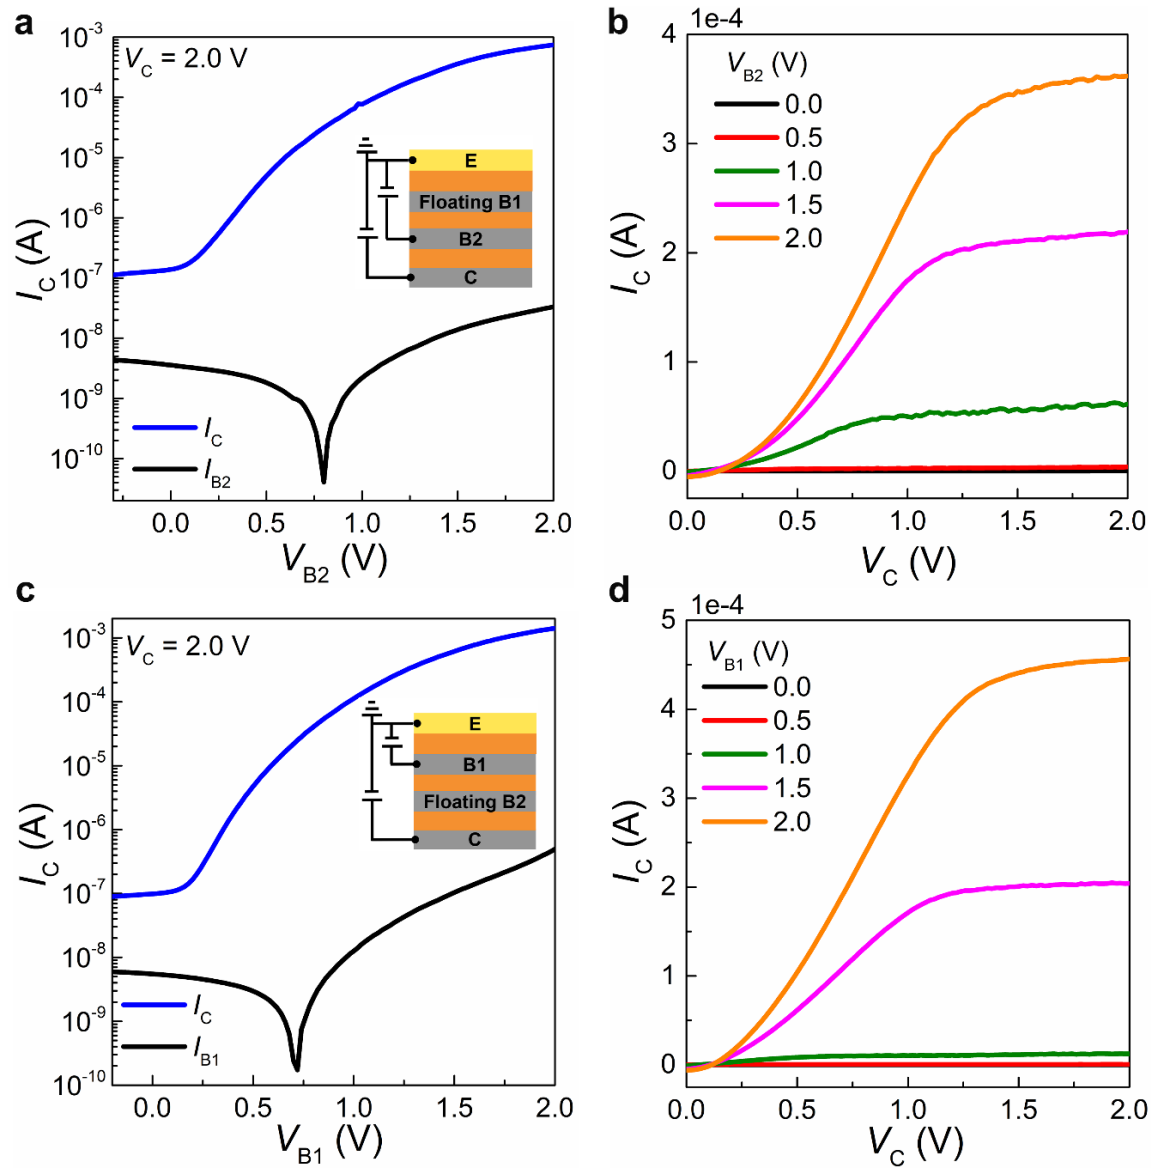 a
V_C = 2.0 V
10^-3
10^-4
10^-5
10^-6
10^-7
10^-8
10^-9
10^-10
I_C (A)
E
Floating B1
B2
C
I_C
I_B2
0.0 0.5 1.0 1.5 2.0
V_B2 (V)
b
1e-4
4
2
1
0
I_C (A)
V_B2 (V)
0.0
0.5
1.0
1.5
2.0
0.0 0.5 1.0 1.5 2.0
V_C (V)
c
V_C = 2.0 V
10^-3
10^-4
10^-5
10^-6
10^-7
10^-8
10^-9
10^-10
I_C (A)
E
B1
Floating B2
C
I_C
I_B1
0.0 0.5 1.0 1.5 2.0
V_B1 (V)
d
1e-4
5
4
2
1
0
I_C (A)
V_B1 (V)
0.0
0.5
1.0
1.5
2.0
0.0 0.5 1.0 1.5 2.0
V_C (V)